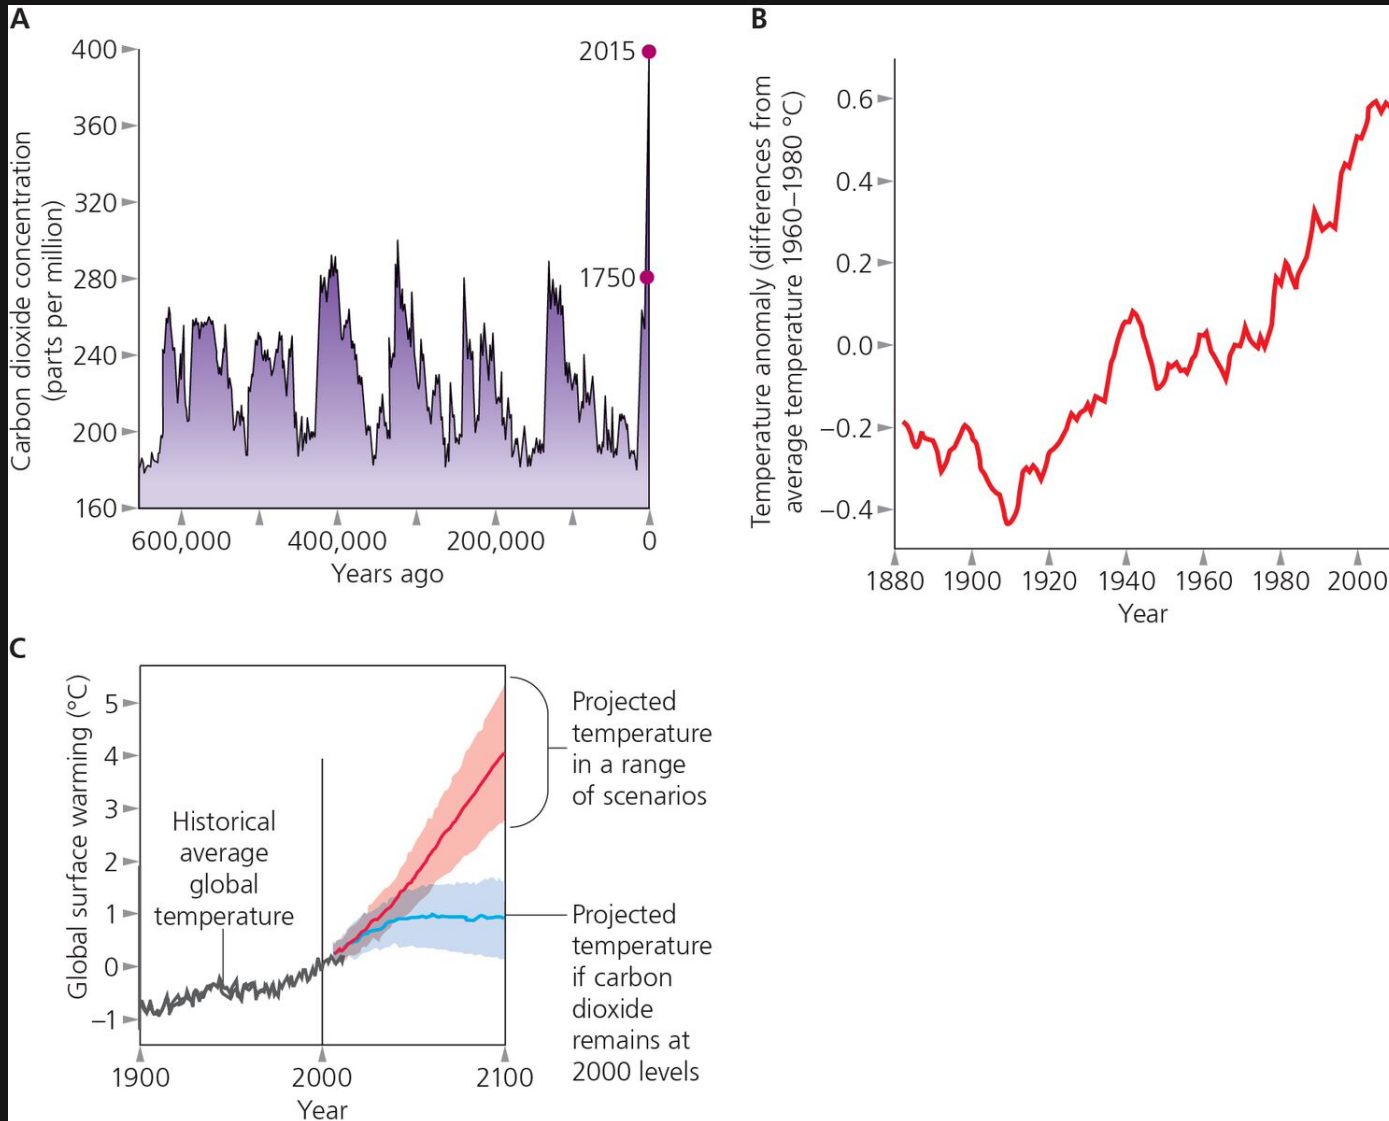 A
Carbon dioxide concentration
(parts per million)
400
360
320
280
240
200
160
2015
1750
600,000
400,000
200,000
0
Years ago
B
Temperature anomaly (differences from
average temperature 1960–1980 °C)
0.6
0.4
0.2
0.0
–0.2
–0.4
1880
1900
1920
1940
1960
1980
2000
Year
C
Global surface warming (°C)
5
4
3
2
1
0
–1
Historical
average
global
temperature
Projected
temperature
in a range
of scenarios
Projected
temperature
if carbon
dioxide
remains at
2000 levels
1900
2000
2100
Year